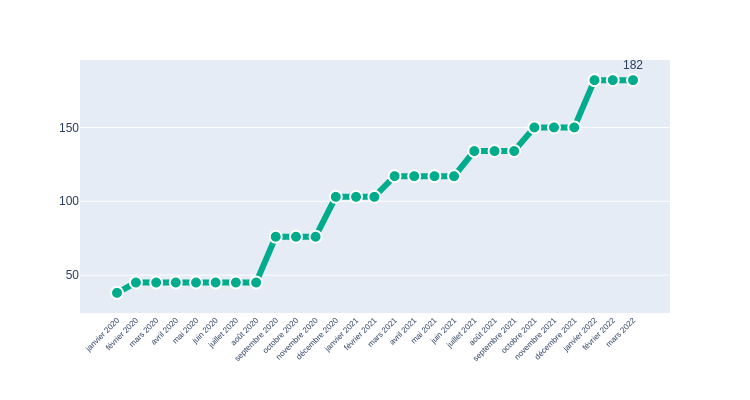 182
150
100
50
janvier 2020
février 2020
mars 2020
avril 2020
mai 2020
juin 2020
juillet 2020
août 2020
septembre 2020
octobre 2020
novembre 2020
décembre 2020
janvier 2021
février 2021
mars 2021
avril 2021
mai 2021
juin 2021
juillet 2021
août 2021
septembre 2021
octobre 2021
novembre 2021
décembre 2021
janvier 2022
février 2022
mars 2022